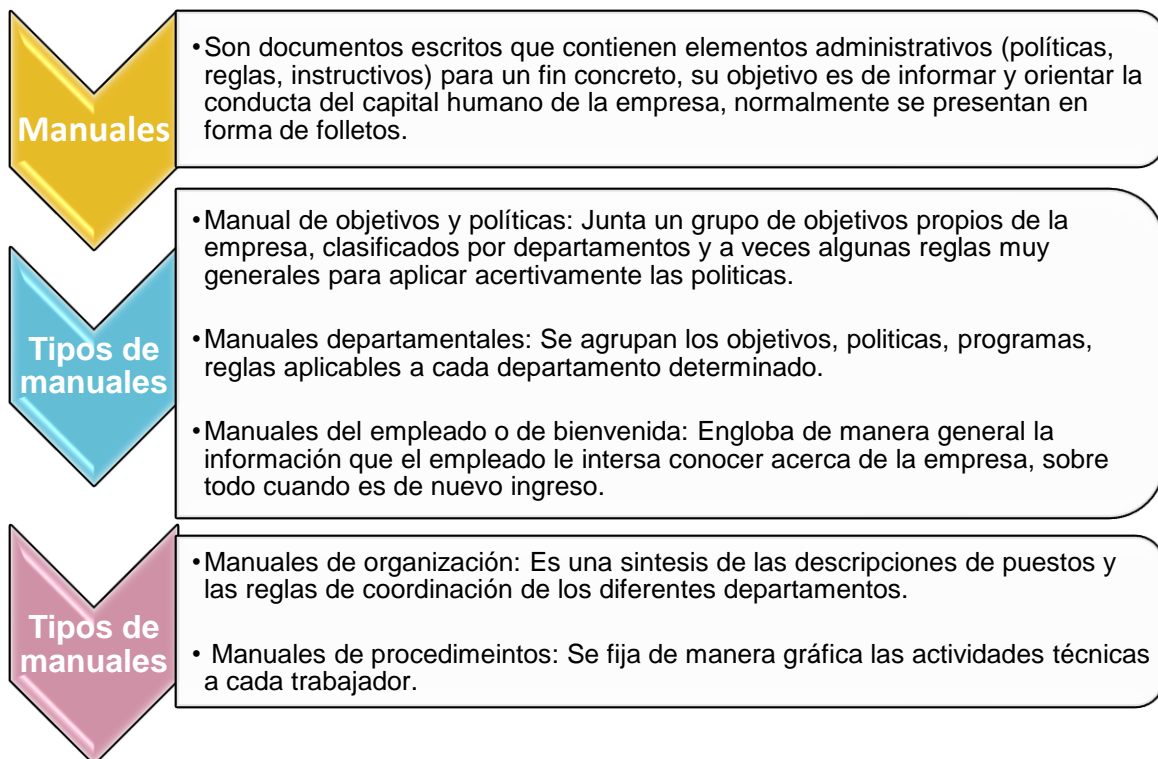 Manuales
•Son documentos escritos que contienen elementos administrativos (políticas,
reglas, instructivos) para un fin concreto, su objetivo es de informar y orientar la
conducta del capital humano de la empresa, normalmente se presentan en
forma de folletos.
Tipos de
manuales
•Manual de objetivos y políticas: Junta un grupo de objetivos propios de la
empresa, clasificados por departamentos y a veces algunas reglas muy
generales para aplicar acertivamente las politicas.
•Manuales departamentales: Se agrupan los objetivos, politicas, programas,
reglas aplicables a cada departamento determinado.
•Manuales del empleado o de bienvenida: Engloba de manera general la
información que el empleado le intersa conocer acerca de la empresa, sobre
todo cuando es de nuevo ingreso.
Tipos de
manuales
•Manuales de organización: Es una sintesis de las descripciones de puestos y
las reglas de coordinación de los diferentes departamentos.
• Manuales de procedimeintos: Se fija de manera gráfica las actividades técnicas
a cada trabajador.